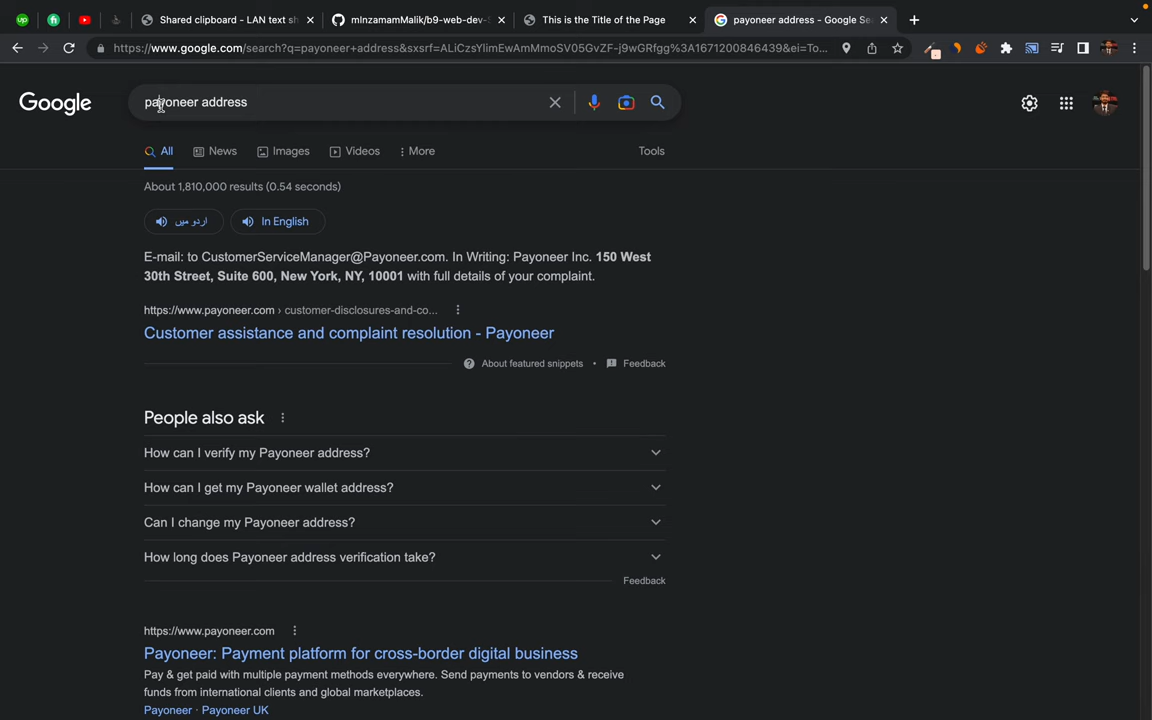 Shared clipboard - LAN text sh
mInzamamMalik/b9-web-dev-
This is the Title of the Page
payoneer address - Google Sea
https://www.google.com/search?q=payoneer+address&sxsrf=ALiCzsYlimEwAmMmoSV05GvZF-j9wGRfgg%3A1671200846439&ei=To...
Google
payoneer address
All
News
Images
Videos
More
Tools
About 1,810,000 results (0.54 seconds)
اردو میں
In English
E-mail: to CustomerServiceManager@Payoneer.com. In Writing: Payoneer Inc. 150 West
30th Street, Suite 600, New York, NY, 10001 with full details of your complaint.
https://www.payoneer.com › customer-disclosures-and-co...
Customer assistance and complaint resolution - Payoneer
About featured snippets • Feedback
People also ask
How can I verify my Payoneer address?
How can I get my Payoneer wallet address?
Can I change my Payoneer address?
How long does Payoneer address verification take?
Feedback
https://www.payoneer.com
Payoneer: Payment platform for cross-border digital business
Pay & get paid with multiple payment methods everywhere. Send payments to vendors & receive
funds from international clients and global marketplaces.
Payoneer · Payoneer UK